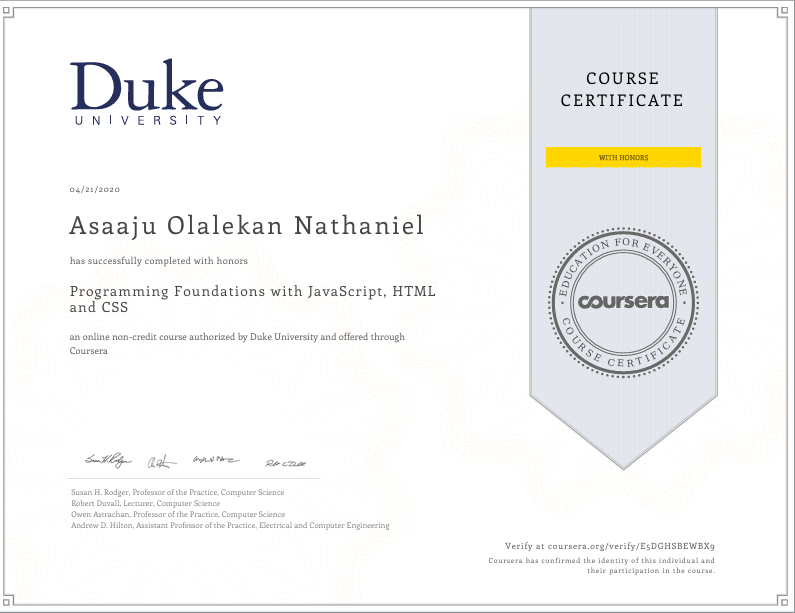 Duke
UNIVERSITY
COURSE
CERTIFICATE
WITH HONORS
04/21/2020
Asaaju Olalekan Nathaniel
has successfully completed with honors
Programming Foundations with JavaScript, HTML
and CSS
an online non-credit course authorized by Duke University and offered through
Coursera
EDUCATION FOR EVERYONE
coursera
COURSE CERTIFICATE
Susan H. Rodger, Professor of the Practice, Computer Science
Robert Duvall, Lecturer, Computer Science
Owen Astrachan, Professor of the Practice, Computer Science
Andrew D. Hilton, Assistant Professor of the Practice, Electrical and Computer Engineering
Verify at coursera.org/verify/E5DGHSBEWBX9
Coursera has confirmed the identity of this individual and
their participation in the course.